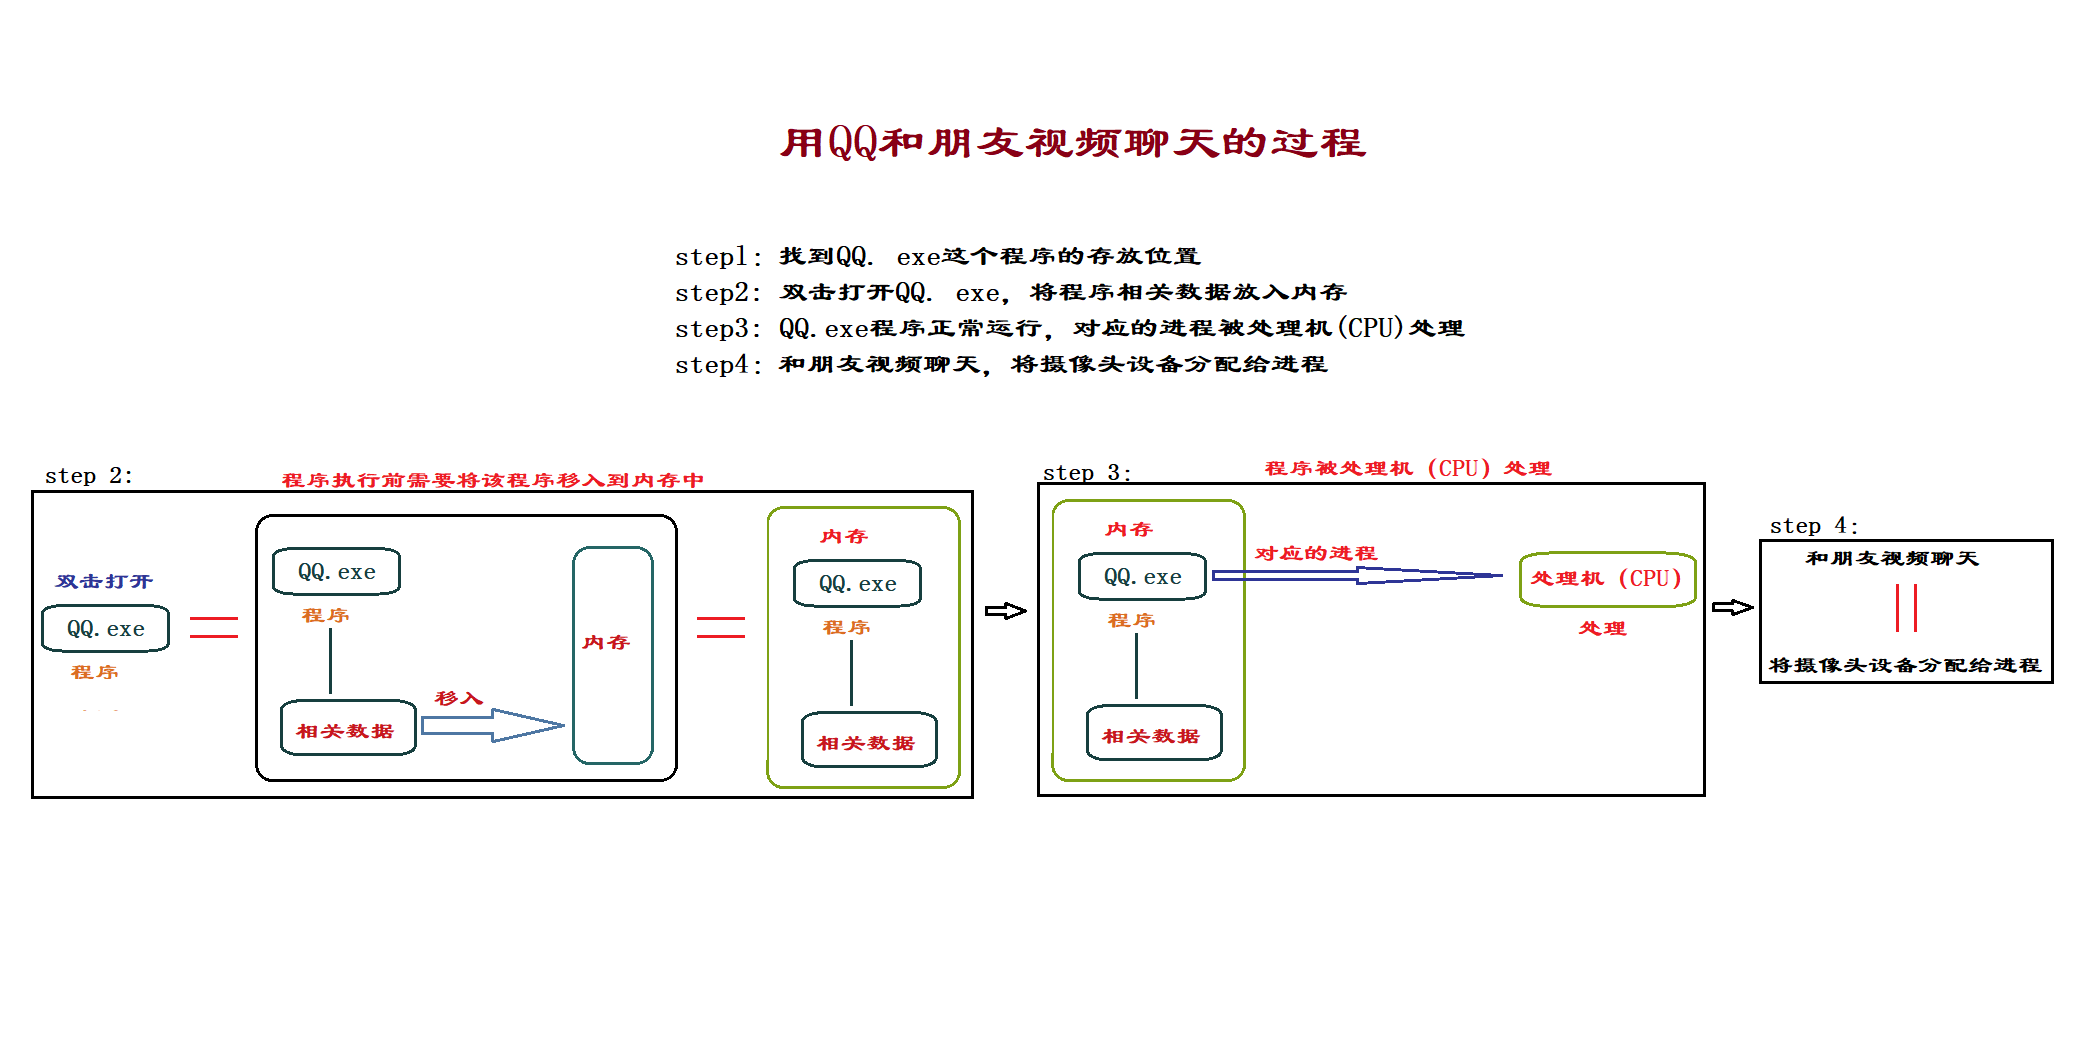 用QQ和朋友视频聊天的过程
step1: 找到QQ. exe这个程序的存放位置
step2: 双击打开QQ. exe, 将程序相关数据放入内存
step3: QQ.exe程序正常运行, 对应的进程被处理机(CPU)处理
step4: 和朋友视频聊天, 将摄像头设备分配给进程
step 2:
程序执行前需要将该程序移入到内存中
双击打开
QQ.exe
程序
QQ.exe
程序
相关数据
移入
内存
内存
QQ.exe
程序
相关数据
step 3:
程序被处理机 (CPU) 处理
内存
QQ.exe
程序
相关数据
对应的进程
处理机 (CPU)
处理
step 4:
和朋友视频聊天
将摄像头设备分配给进程